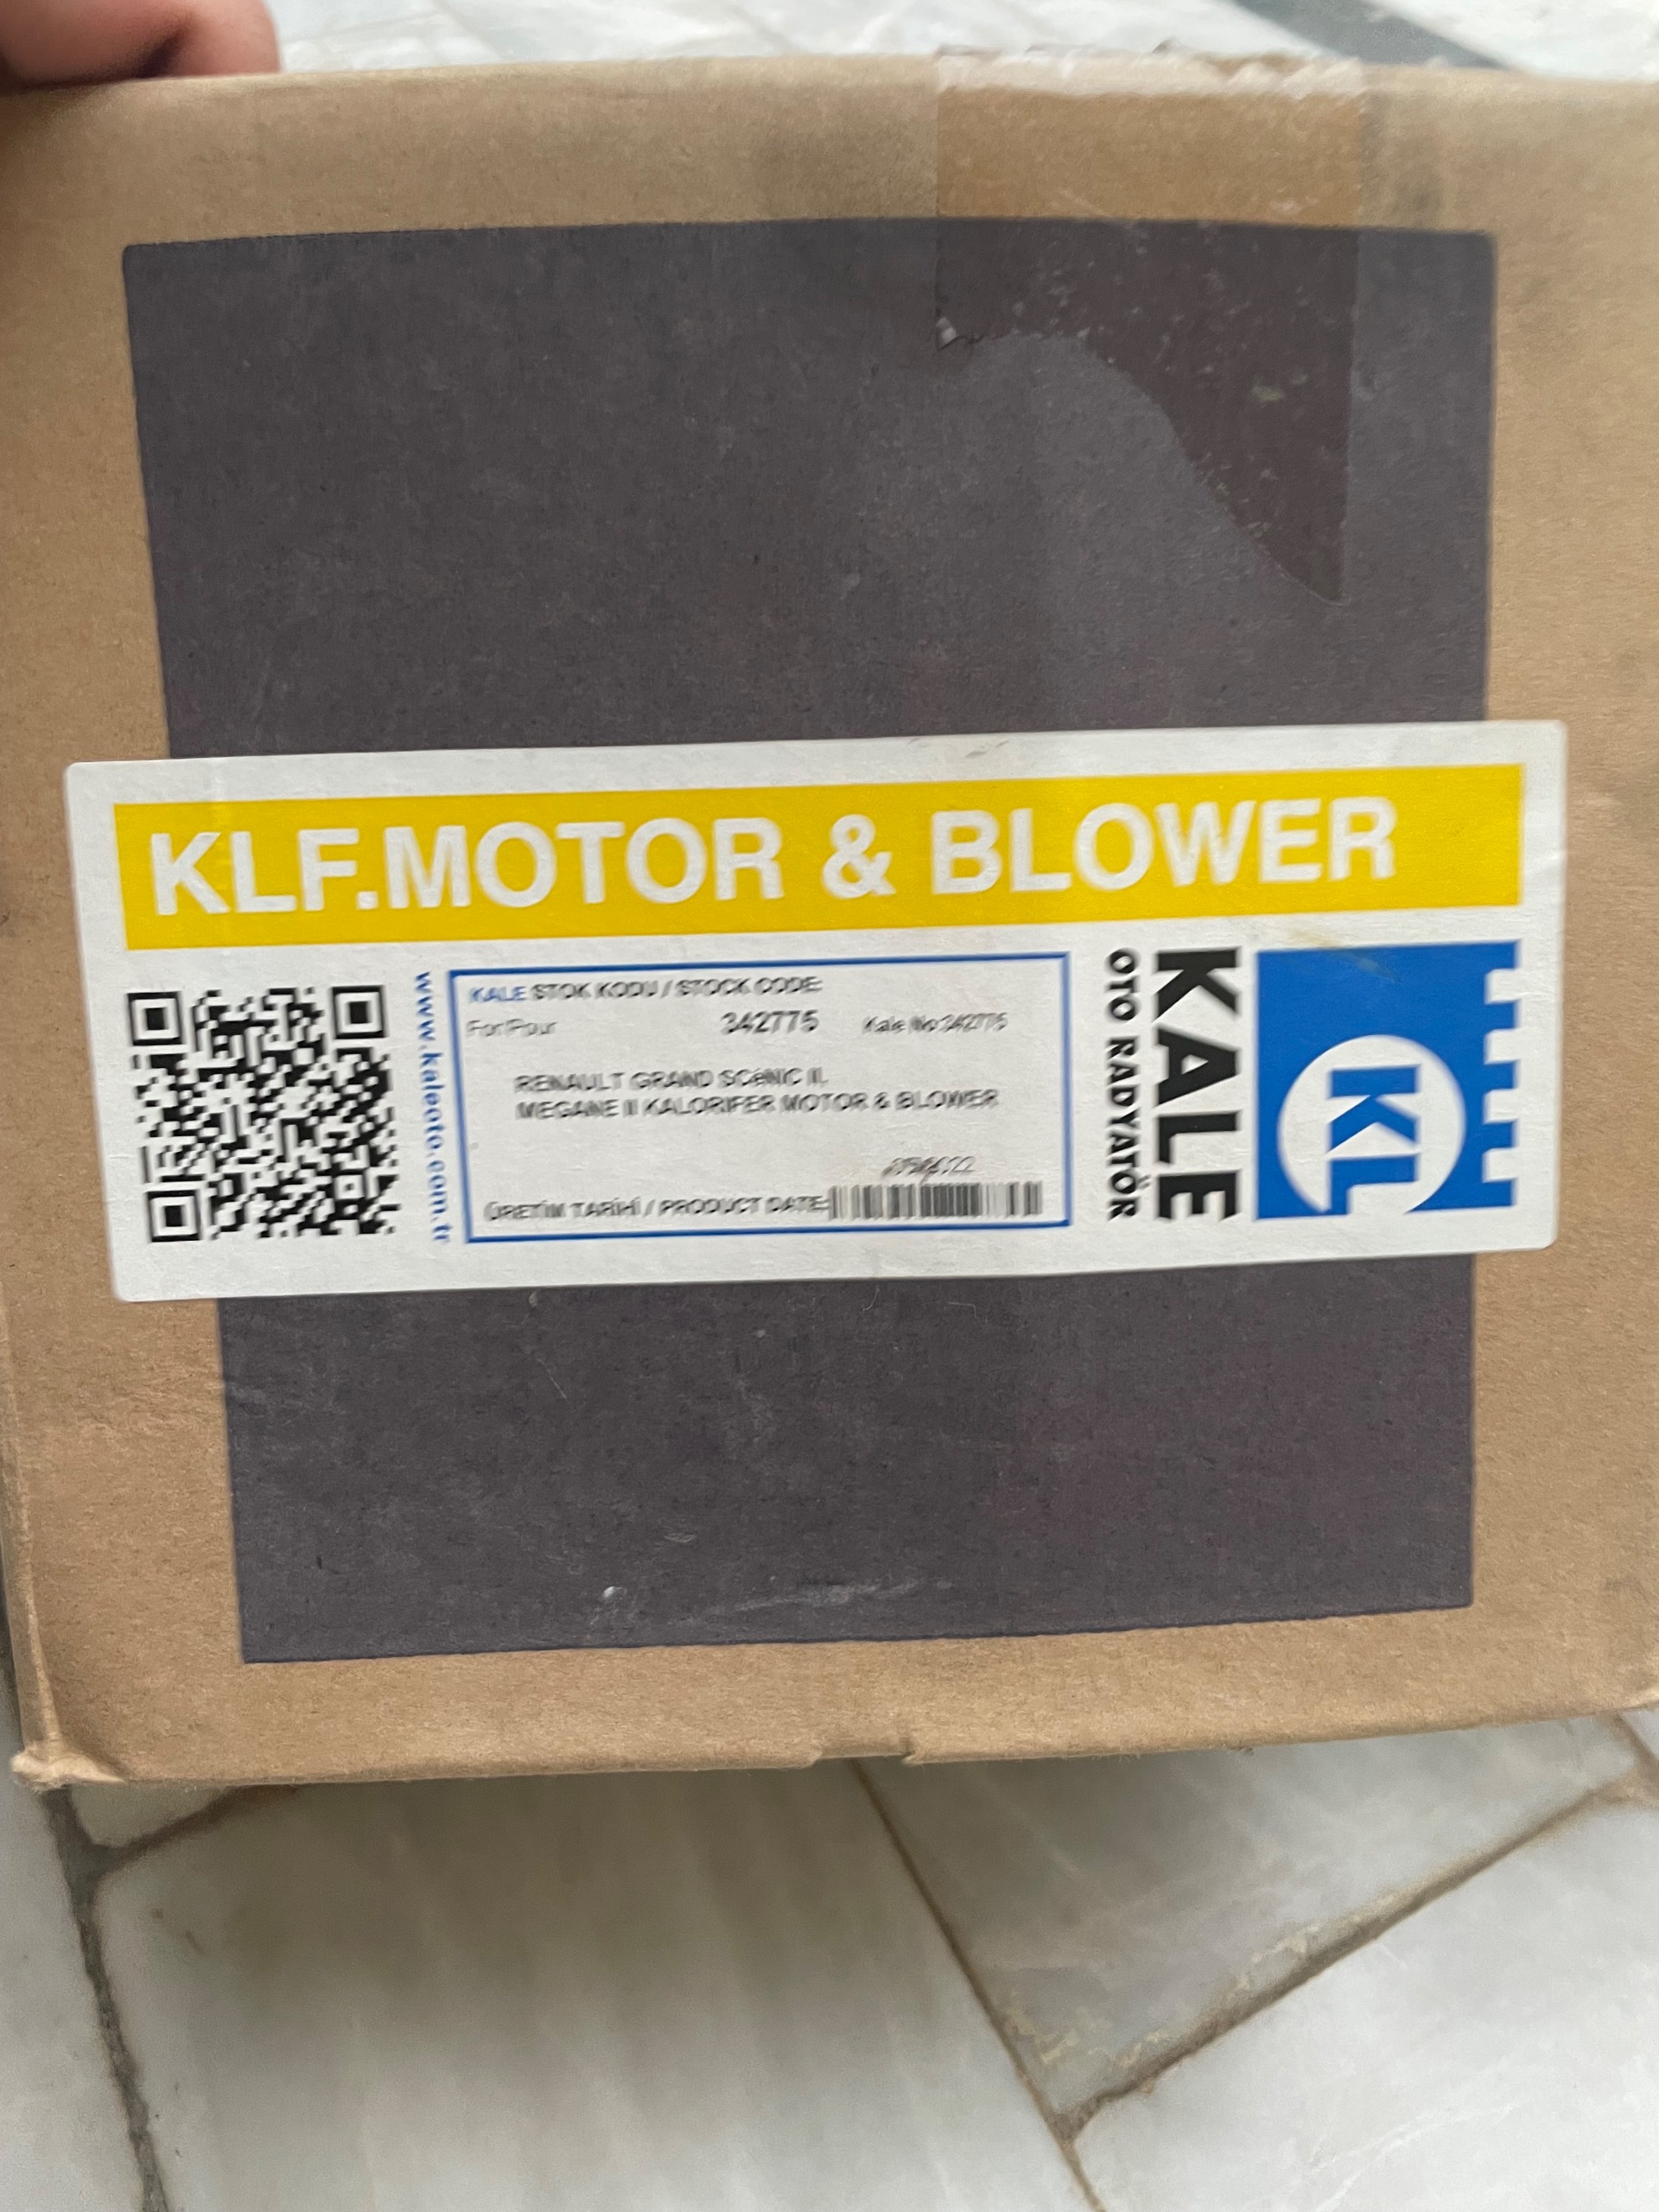 KLF.MOTOR & BLOWER
www.kaleoto.com.tr
KALE STOK KODU / STOCK CODE:
For/Pour 342775 Kale No:342775
RENAULT GRAND SCéNIC II,
MEGANE II KALORIFER MOTOR & BLOWER
ÜRETİM TARİHİ / PRODUCT DATE:
KALE
OTO RADYATÖR
KL